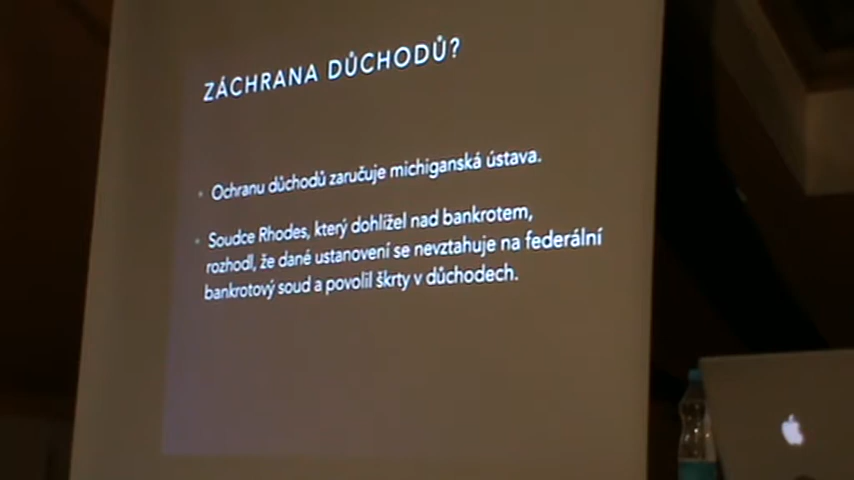 ZÁCHRANA DŮCHODŮ?
Ochranu důchodů zaručuje michiganská ústava.
Soudce Rhodes, který dohlížel nad bankrotem,
rozhodl, že dané ustanovení se nevztahuje na federální
bankrotový soud a povolil škrty v důchodech.